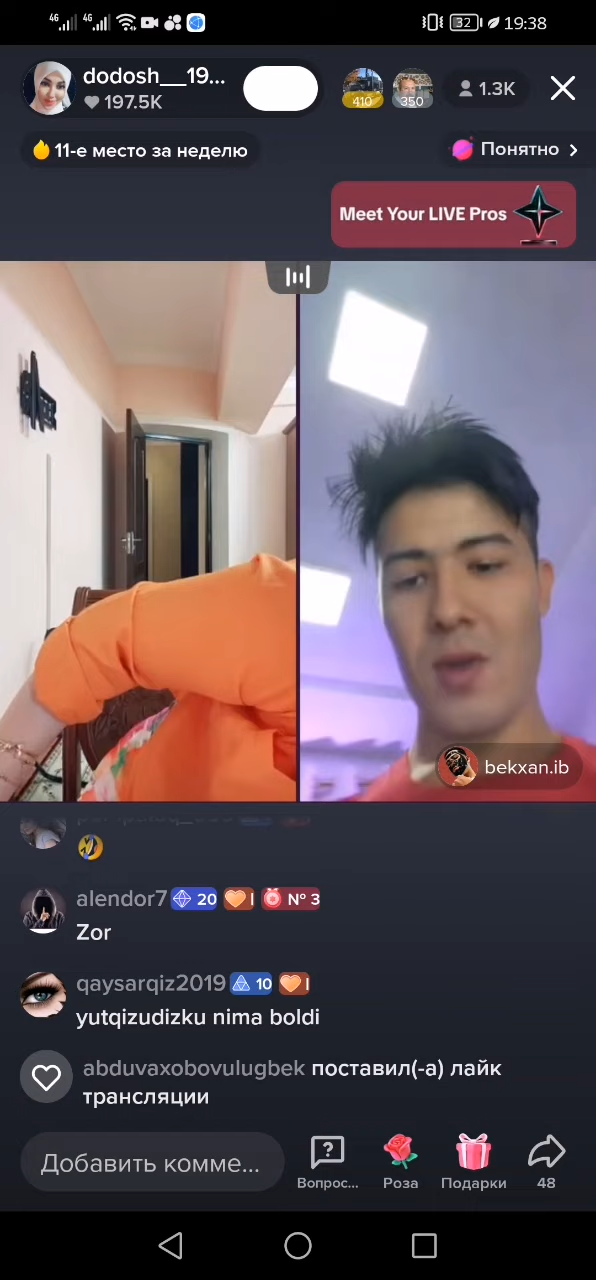 4G 4G 32 19:38
dodosh__19...
197.5K
410 350 1.3K
11-е место за неделю
Понятно >
Meet Your LIVE Pros
bekxan.ib
alendor7 20 I № 3
Zor
qaysarqiz2019 10 I
yutqizudizku nima boldi
abduvaxobovulugbek поставил(-а) лайк
трансляции
Добавить комме...
Вопрос... Роза Подарки 48